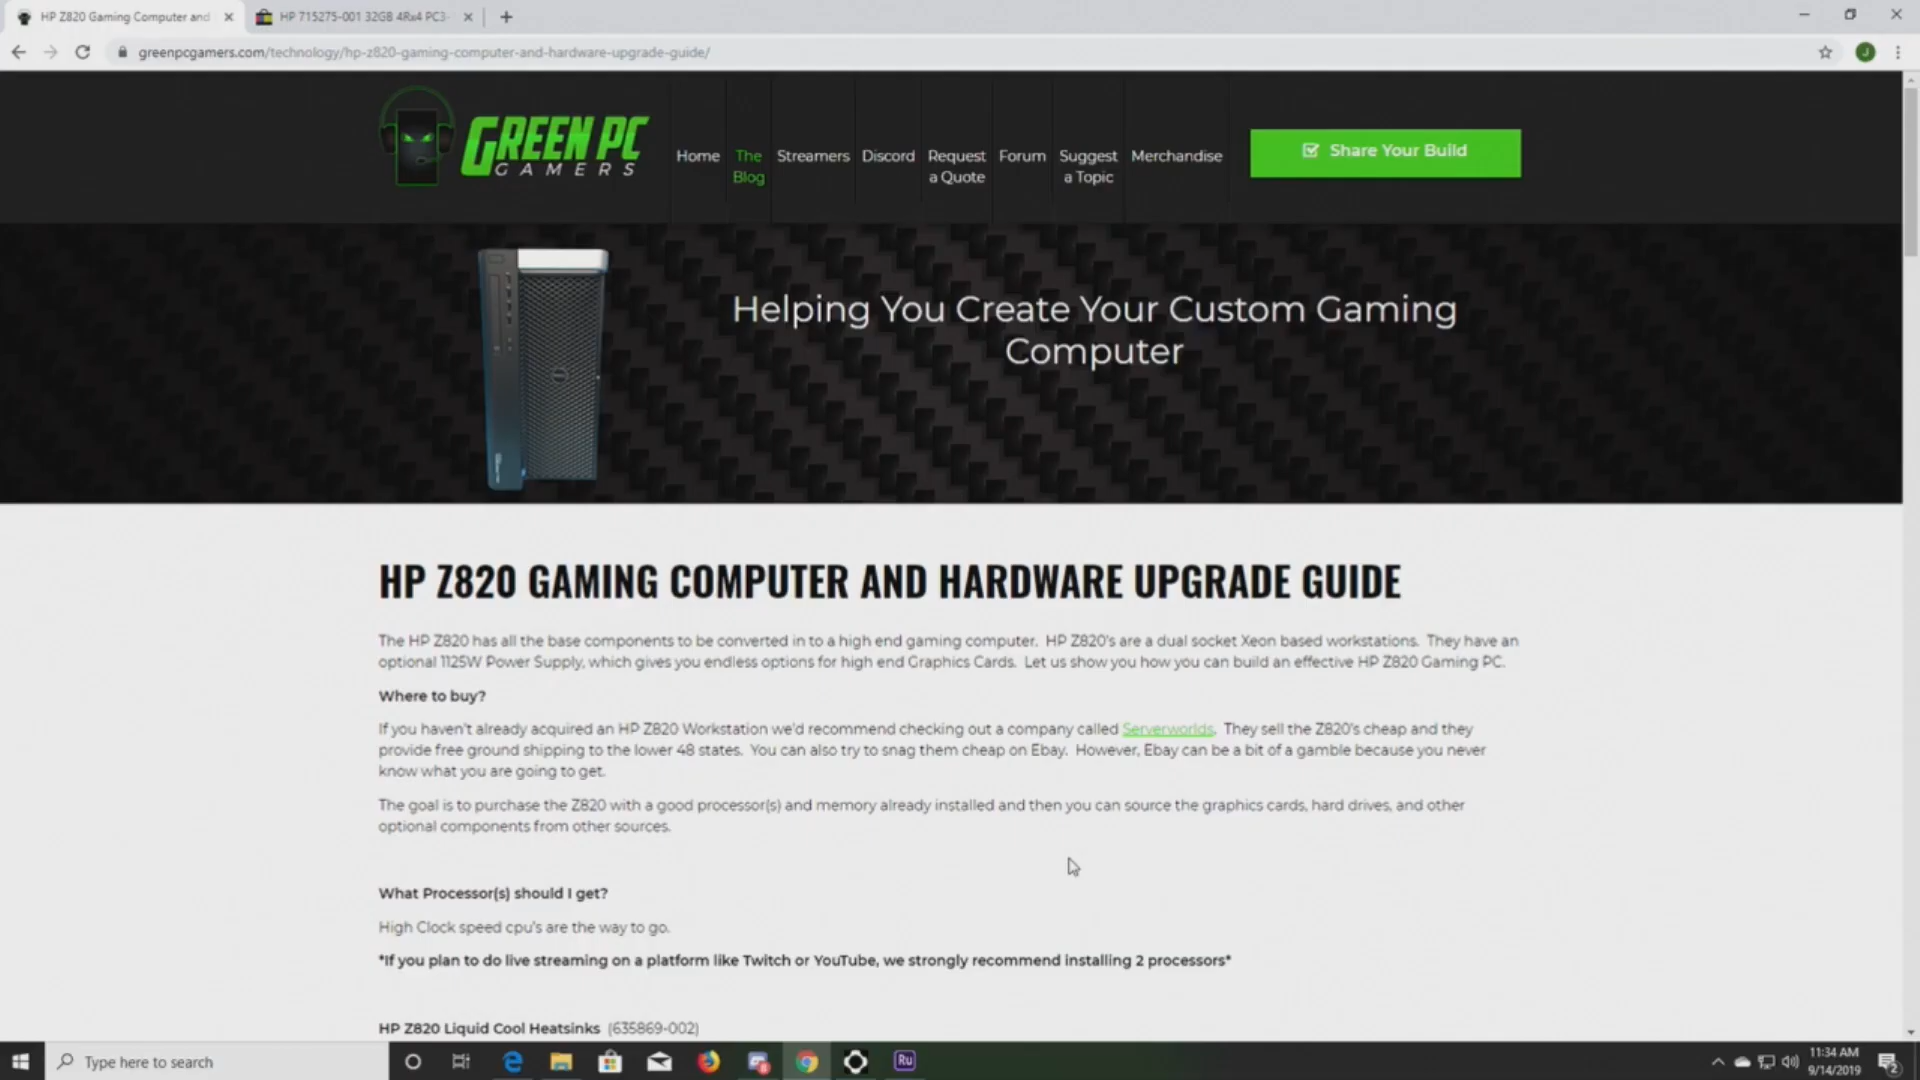 HP Z820 Gaming Computer and
HP 715275-001 32GB 4Rx4 PC3-
greenpcgamers.com/technology/hp-z820-gaming-computer-and-hardware-upgrade-guide/
J
GREEN PC
GAMERS
Home
The Blog
Streamers
Discord
Request a Quote
Forum
Suggest a Topic
Merchandise
Share Your Build
Helping You Create Your Custom Gaming
Computer
HP Z820 GAMING COMPUTER AND HARDWARE UPGRADE GUIDE
The HP Z820 has all the base components to be converted in to a high end gaming computer. HP Z820's are a dual socket Xeon based workstations. They have an
optional 1125W Power Supply, which gives you endless options for high end Graphics Cards. Let us show you how you can build an effective HP Z820 Gaming PC.
Where to buy?
If you haven't already acquired an HP Z820 Workstation we'd recommend checking out a company called Serverworlds. They sell the Z820's cheap and they
provide free ground shipping to the lower 48 states. You can also try to snag them cheap on Ebay. However, Ebay can be a bit of a gamble because you never
know what you are going to get.
The goal is to purchase the Z820 with a good processor(s) and memory already installed and then you can source the graphics cards, hard drives, and other
optional components from other sources.
What Processor(s) should I get?
High Clock speed cpu's are the way to go.
*If you plan to do live streaming on a platform like Twitch or YouTube, we strongly recommend installing 2 processors*
HP Z820 Liquid Cool Heatsinks (635869-002)
Type here to search
Ru
11:34 AM
9/14/2019
2